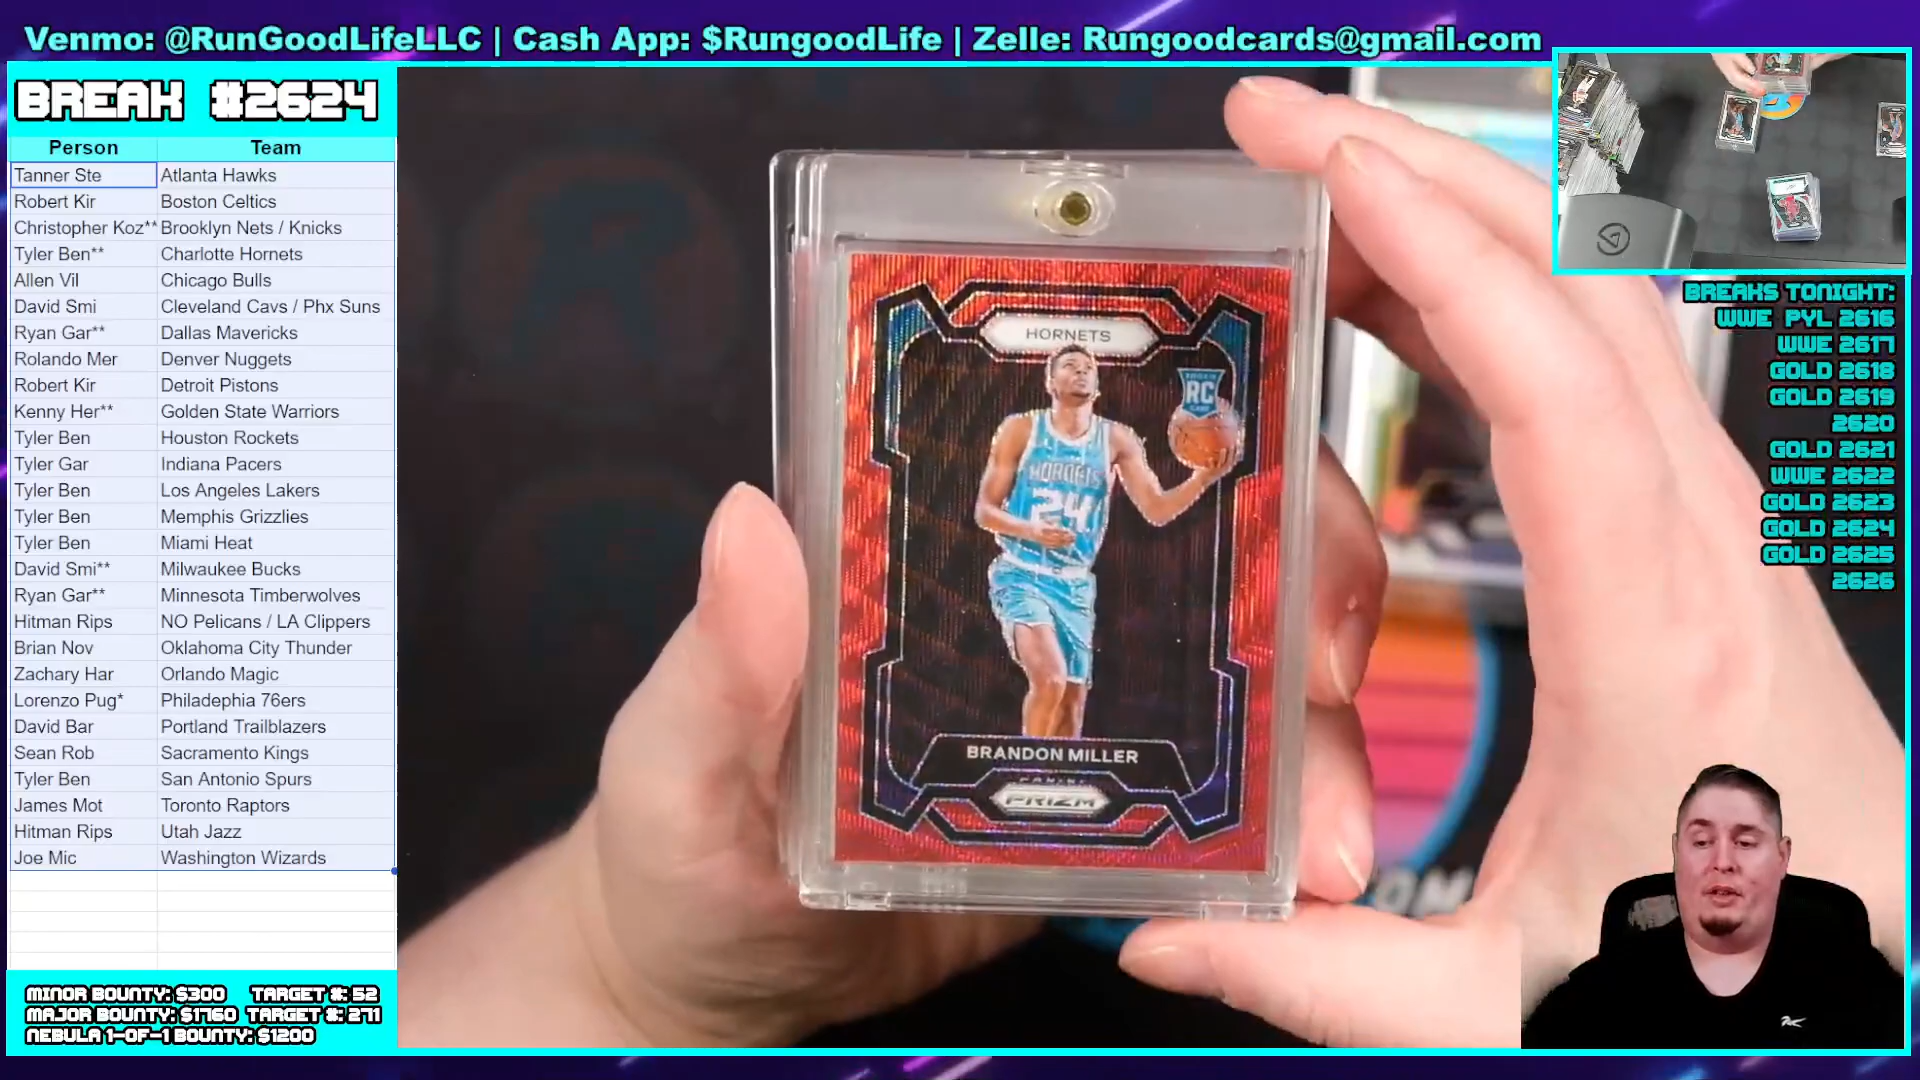 Venmo: @RunGoodLifeLLC | Cash App: $RungoodLife | Zelle: Rungoodcards@gmail.com
BREAK #2624
Person Team
Tanner Ste Atlanta Hawks
Robert Kir Boston Celtics
Christopher Koz** Brooklyn Nets / Knicks
Tyler Ben** Charlotte Hornets
Allen Vil Chicago Bulls
David Smi Cleveland Cavs / Phx Suns
Ryan Gar** Dallas Mavericks
Rolando Mer Denver Nuggets
Robert Kir Detroit Pistons
Kenny Her** Golden State Warriors
Tyler Ben Houston Rockets
Tyler Gar Indiana Pacers
Tyler Ben Los Angeles Lakers
Tyler Ben Memphis Grizzlies
Tyler Ben Miami Heat
David Smi** Milwaukee Bucks
Ryan Gar** Minnesota Timberwolves
Hitman Rips NO Pelicans / LA Clippers
Brian Nov Oklahoma City Thunder
Zachary Har Orlando Magic
Lorenzo Pug* Philadephia 76ers
David Bar Portland Trailblazers
Sean Rob Sacramento Kings
Tyler Ben San Antonio Spurs
James Mot Toronto Raptors
Hitman Rips Utah Jazz
Joe Mic Washington Wizards
MINOR BOUNTY: $300 TARGET #: 52
MAJOR BOUNTY: $1760 TARGET #: 271
NEBULA 1-OF-1 BOUNTY: $1200
HORNETS
RC
HORNETS
24
BRANDON MILLER
PANINI
PRIZM
BREAKS TONIGHT:
WWE PYL 2616
WWE 2617
GOLD 2618
GOLD 2619
2620
GOLD 2621
WWE 2622
GOLD 2623
GOLD 2624
GOLD 2625
2626